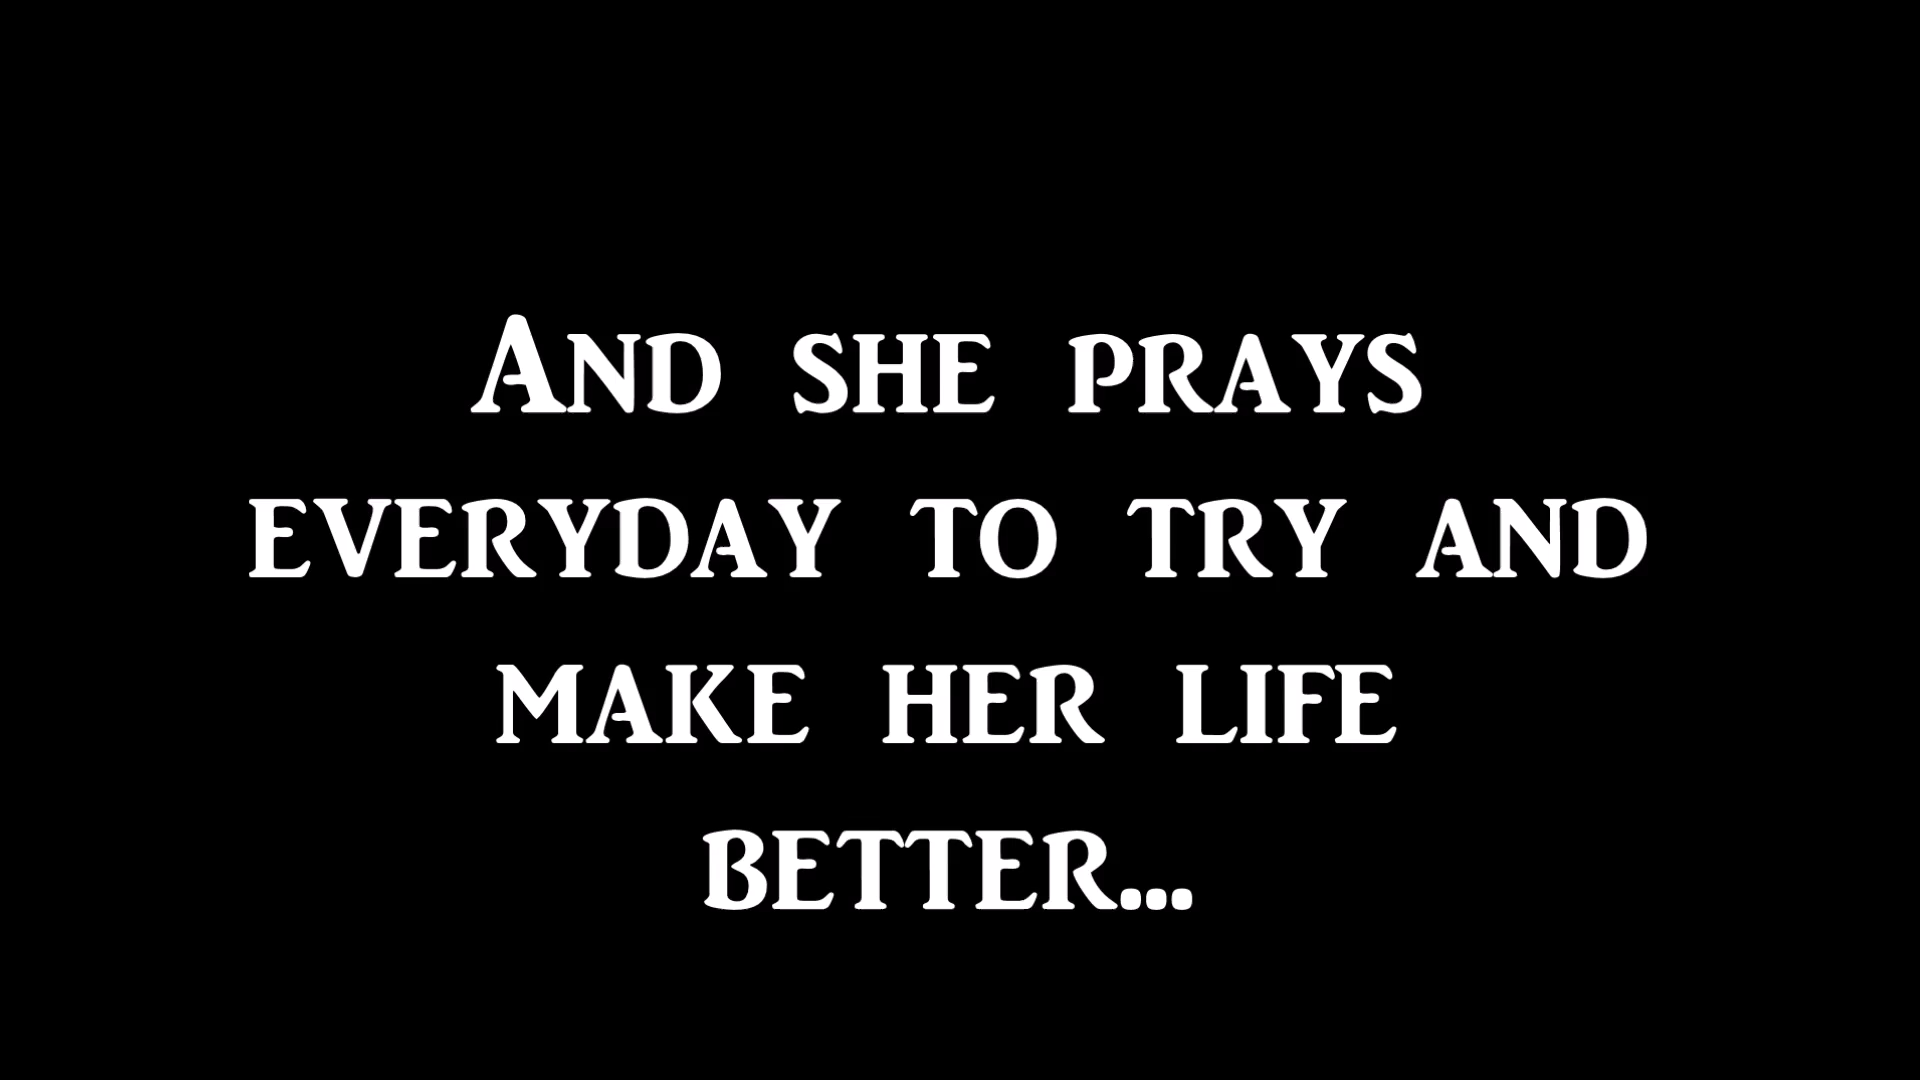 And she prays
everyday to try and
make her life
better...